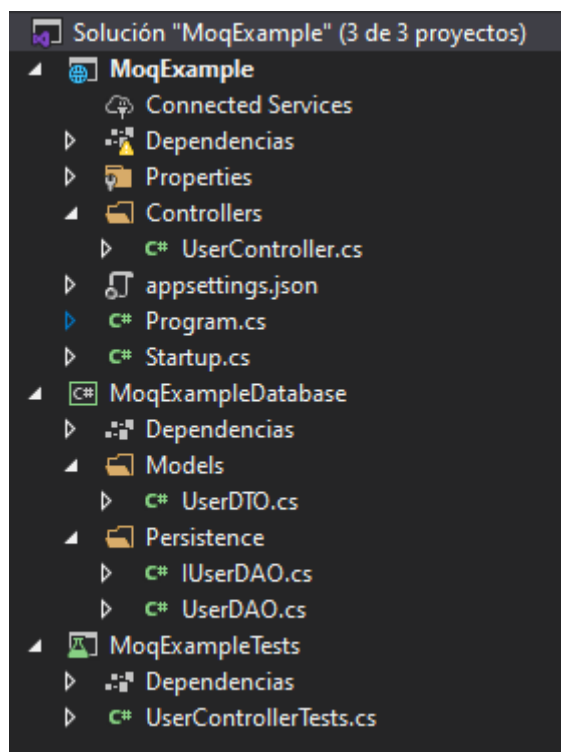 Solución "MoqExample" (3 de 3 proyectos)
MoqExample
Connected Services
Dependencias
Properties
Controllers
C# UserController.cs
appsettings.json
C# Program.cs
C# Startup.cs
C# MoqExampleDatabase
Dependencias
Models
C# UserDTO.cs
Persistence
C# IUserDAO.cs
C# UserDAO.cs
MoqExampleTests
Dependencias
C# UserControllerTests.cs